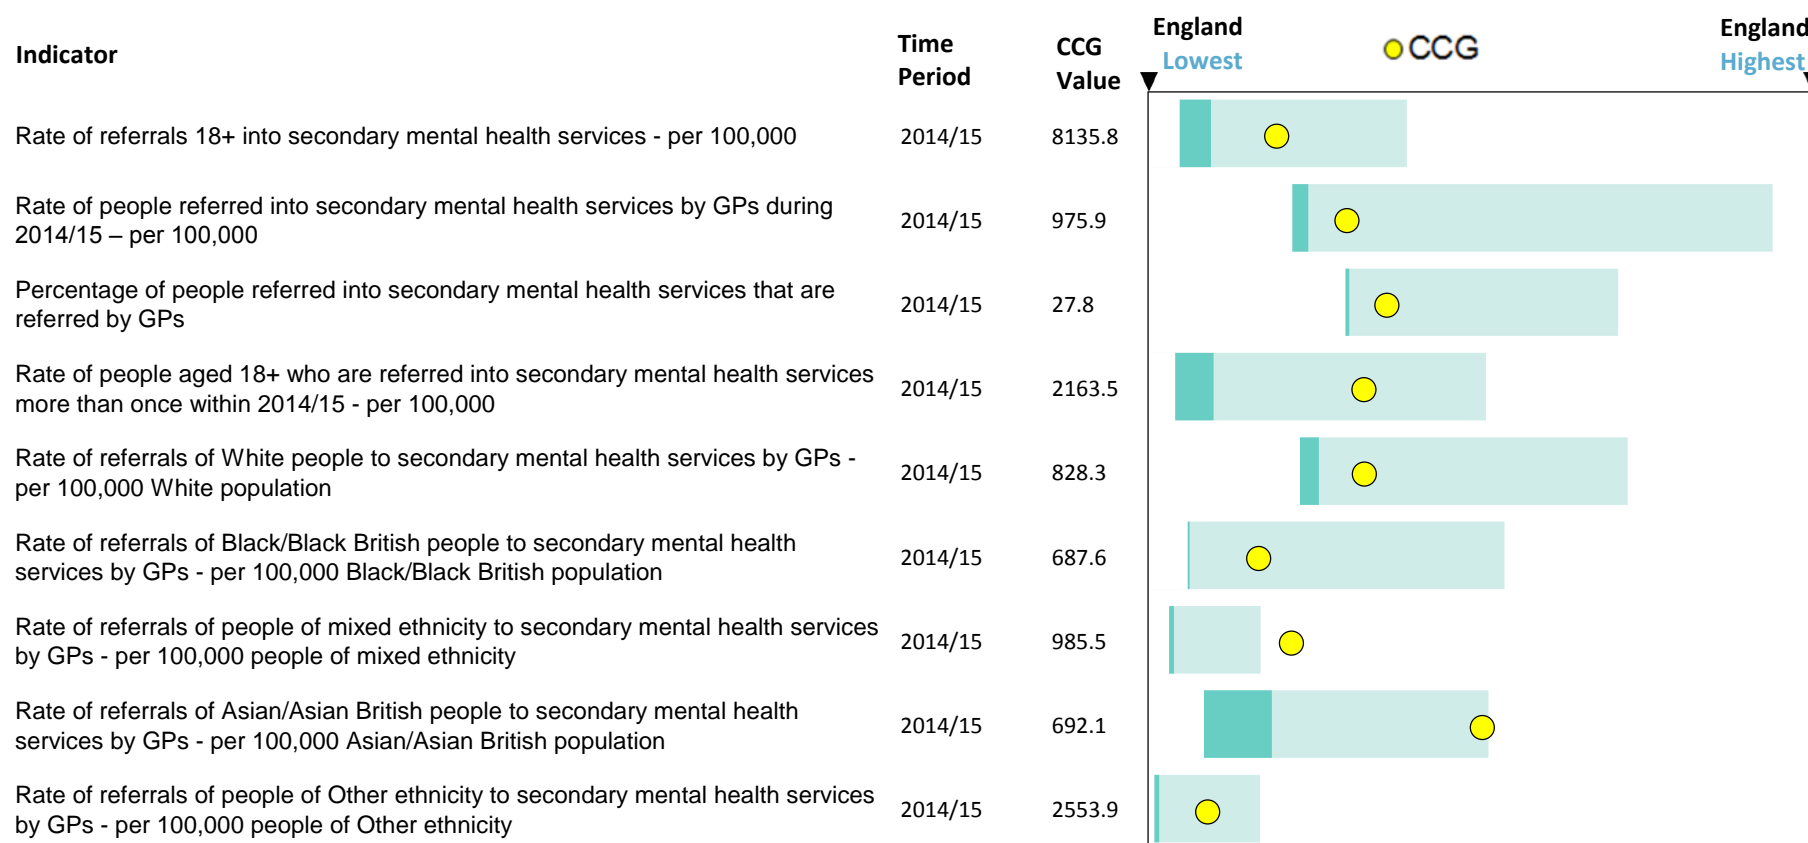 Indicator
Time
Period
CCG
Value
England
Lowest
CCG
England
Highest
Rate of referrals 18+ into secondary mental health services - per 100,000
2014/15
8135.8
Rate of people referred into secondary mental health services by GPs during
2014/15 – per 100,000
2014/15
975.9
Percentage of people referred into secondary mental health services that are
referred by GPs
2014/15
27.8
Rate of people aged 18+ who are referred into secondary mental health services
more than once within 2014/15 - per 100,000
2014/15
2163.5
Rate of referrals of White people to secondary mental health services by GPs -
per 100,000 White population
2014/15
828.3
Rate of referrals of Black/Black British people to secondary mental health
services by GPs - per 100,000 Black/Black British population
2014/15
687.6
Rate of referrals of people of mixed ethnicity to secondary mental health services
by GPs - per 100,000 people of mixed ethnicity
2014/15
985.5
Rate of referrals of Asian/Asian British people to secondary mental health
services by GPs - per 100,000 Asian/Asian British population
2014/15
692.1
Rate of referrals of people of Other ethnicity to secondary mental health services
by GPs - per 100,000 people of Other ethnicity
2014/15
2553.9